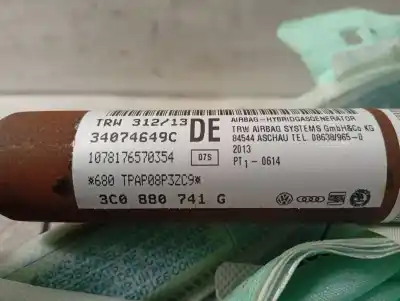 TRW 312/13
34074649C
DE
AIRBAG-HYBRIDGASGENERATOR
TRW AIRBAG SYSTEMS GmbH&Co KG
84544 ASCHAU TEL. 08638/965-0
2013
1078176570354
07S
PT1-0614
*680 TPAP08P3ZC9*
3C0 880 741 G